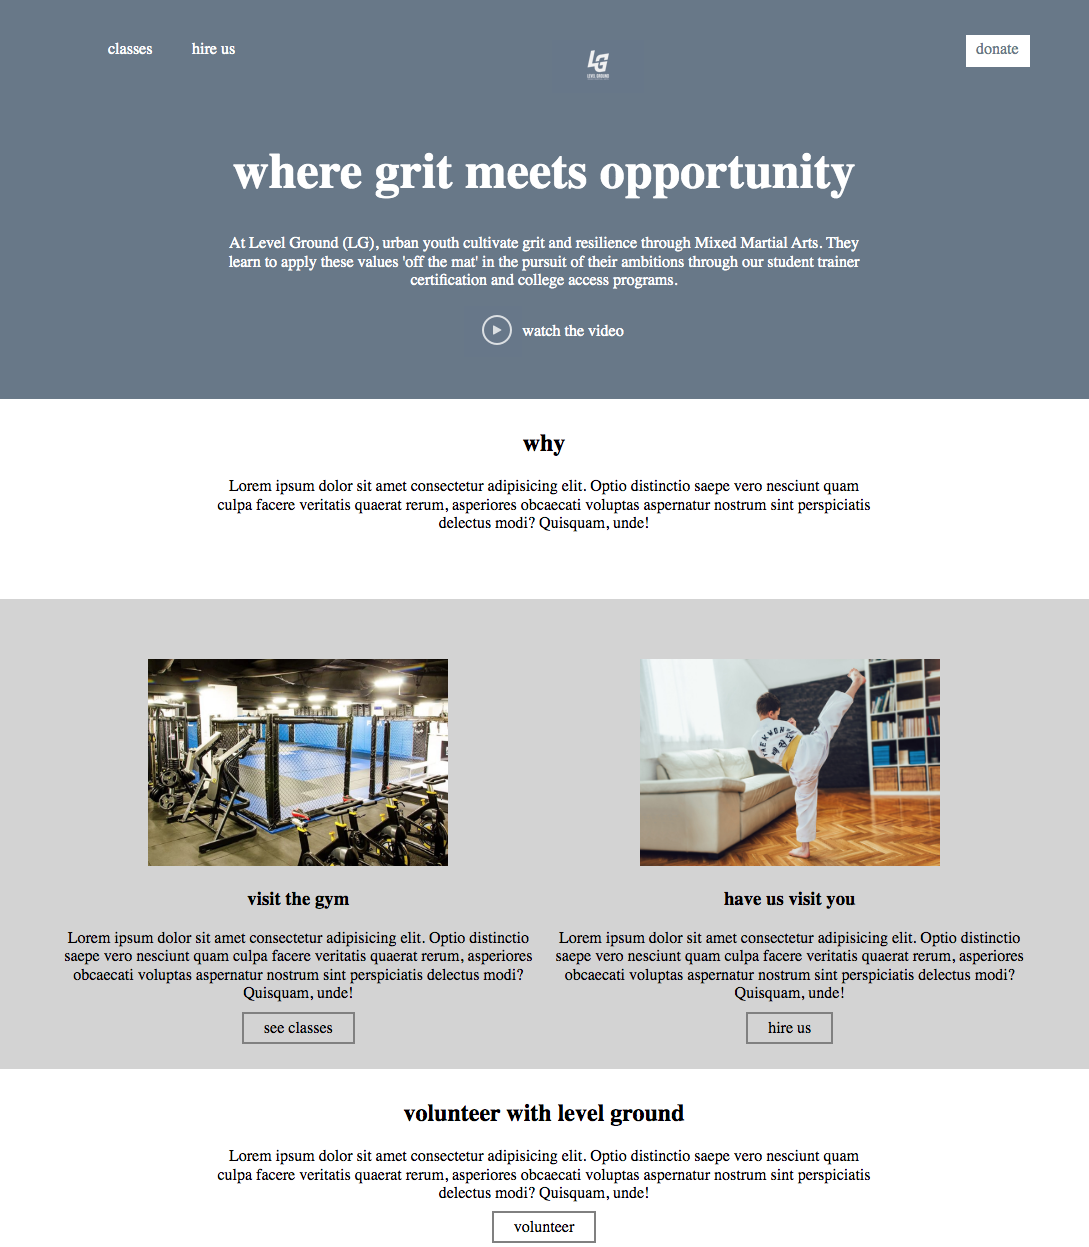 classes hire us
LG
LEVEL GROUND
donate
where grit meets opportunity
At Level Ground (LG), urban youth cultivate grit and resilience through Mixed Martial Arts. They
learn to apply these values 'off the mat' in the pursuit of their ambitions through our student trainer
certification and college access programs.
watch the video
why
Lorem ipsum dolor sit amet consectetur adipisicing elit. Optio distinctio saepe vero nesciunt quam
culpa facere veritatis quaerat rerum, asperiores obcaecati voluptas aspernatur nostrum sint perspiciatis
delectus modi? Quisquam, unde!
TAEKWON
visit the gym
Lorem ipsum dolor sit amet consectetur adipisicing elit. Optio distinctio
saepe vero nesciunt quam culpa facere veritatis quaerat rerum, asperiores
obcaecati voluptas aspernatur nostrum sint perspiciatis delectus modi?
Quisquam, unde!
see classes
have us visit you
Lorem ipsum dolor sit amet consectetur adipisicing elit. Optio distinctio
saepe vero nesciunt quam culpa facere veritatis quaerat rerum, asperiores
obcaecati voluptas aspernatur nostrum sint perspiciatis delectus modi?
Quisquam, unde!
hire us
volunteer with level ground
Lorem ipsum dolor sit amet consectetur adipisicing elit. Optio distinctio saepe vero nesciunt quam
culpa facere veritatis quaerat rerum, asperiores obcaecati voluptas aspernatur nostrum sint perspiciatis
delectus modi? Quisquam, unde!
volunteer